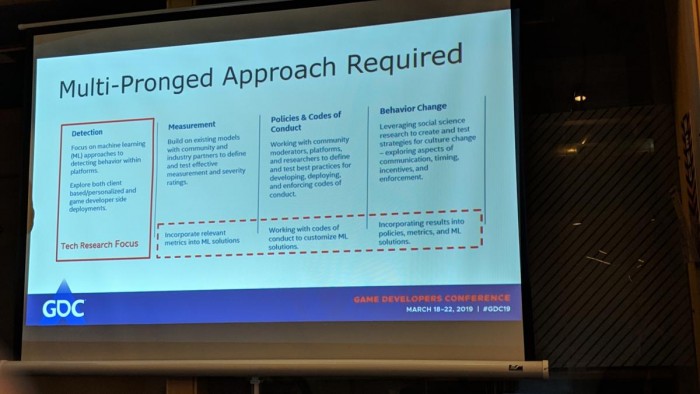 Multi-Pronged Approach Required
Detection
Focus on machine learning
(ML) approaches to
detecting behavior within
platforms.
Explore both client
based/personalized and
game developer side
deployments.
Tech Research Focus
Measurement
Build on existing models
with community and
industry partners to define
and test effective
measurement and severity
ratings.
Incorporate relevant
metrics into ML solutions
Policies & Codes of
Conduct
Working with community
moderators, platforms,
and researchers to define
and test best practices for
developing, deploying,
and enforcing codes of
conduct.
Working with codes of
conduct to customize ML
solutions.
Behavior Change
Leveraging social science
research to create and test
strategies for culture change
– exploring aspects of
communication, timing,
incentives, and
enforcement.
Incorporating results into
policies, metrics, and ML
solutions.
GDC
GAME DEVELOPERS CONFERENCE
MARCH 18-22, 2019 | #GDC19